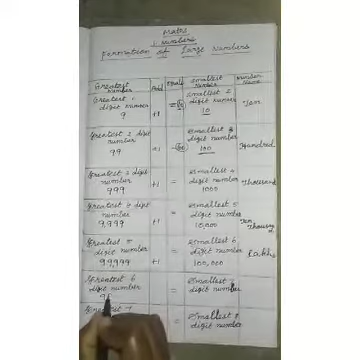 Maths
1. Numbers
Formation of Large Numbers
Greatest Number Add Equals Smallest Number Number Name
Greatest 1 digit number 9 +1 = Smallest 2 digit number 10 Ten
Greatest 2 digit number 99 +1 = Smallest 3 digit number 100 Hundred
Greatest 3 digit number 999 +1 = Smallest 4 digit number 1000 Thousand
Greatest 4 digit number 9,999 +1 = Smallest 5 digit number 10,000 Ten Thousand
Greatest 5 digit number 99,999 +1 = Smallest 6 digit number 100,000 Lakhs
Greatest 6 digit number 9 = Smallest 7 digit number
Greatest 7 = Smallest 8 digit number